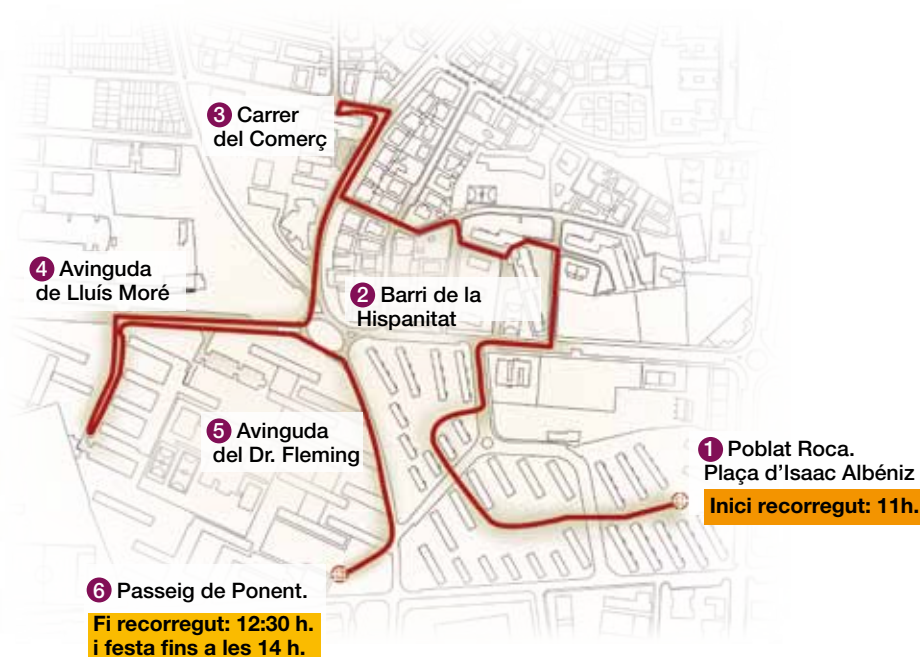 3 Carrer
del Comerç
4 Avinguda
de Lluís Moré
2 Barri de la
Hispanitat
5 Avinguda
del Dr. Fleming
1 Poblat Roca.
Plaça d’Isaac Albéniz
Inici recorregut: 11h.
6 Passeig de Ponent.
Fi recorregut: 12:30 h.
i festa fins a les 14 h.